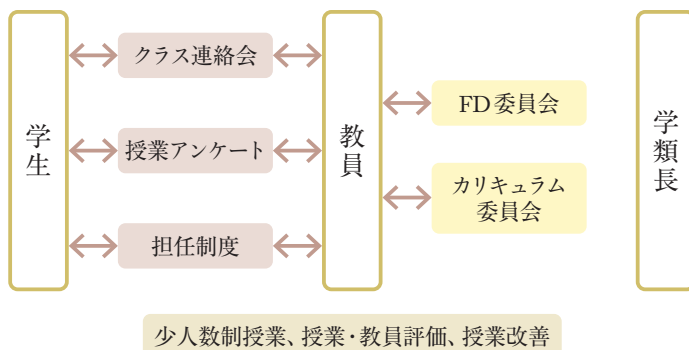 学生
クラス連絡会
授業アンケート
担任制度
教員
FD委員会
カリキュラム
委員会
学類長
少人数制授業、授業・教員評価、授業改善